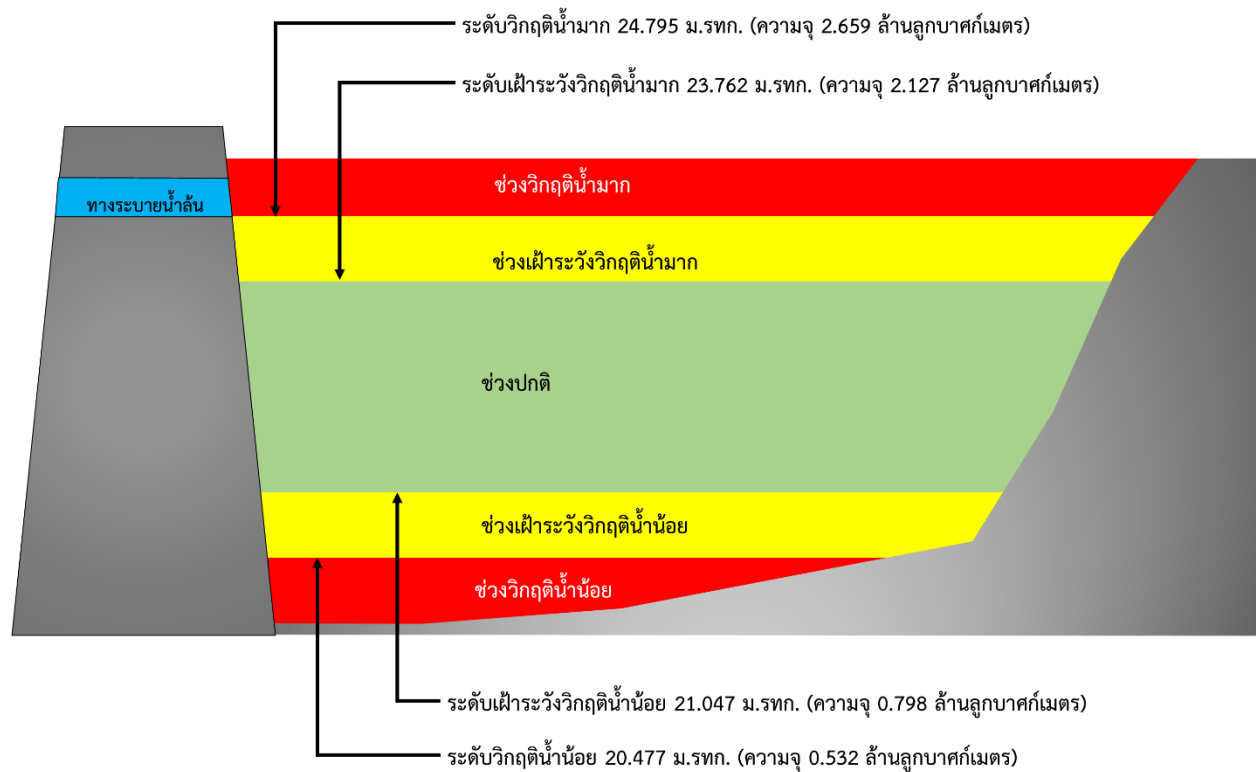 ระดับวิกฤติน้ำมาก 24.795 ม.รทก. (ความจุ 2.659 ล้านลูกบาศก์เมตร)
ระดับเฝ้าระวังวิกฤติน้ำมาก 23.762 ม.รทก. (ความจุ 2.127 ล้านลูกบาศก์เมตร)
ช่วงวิกฤติน้ำมาก
ทางระบายน้ำล้น
ช่วงเฝ้าระวังวิกฤติน้ำมาก
ช่วงปกติ
ช่วงเฝ้าระวังวิกฤติน้ำน้อย
ช่วงวิกฤติน้ำน้อย
ระดับเฝ้าระวังวิกฤติน้ำน้อย 21.047 ม.รทก. (ความจุ 0.798 ล้านลูกบาศก์เมตร)
ระดับวิกฤติน้ำน้อย 20.477 ม.รทก. (ความจุ 0.532 ล้านลูกบาศก์เมตร)